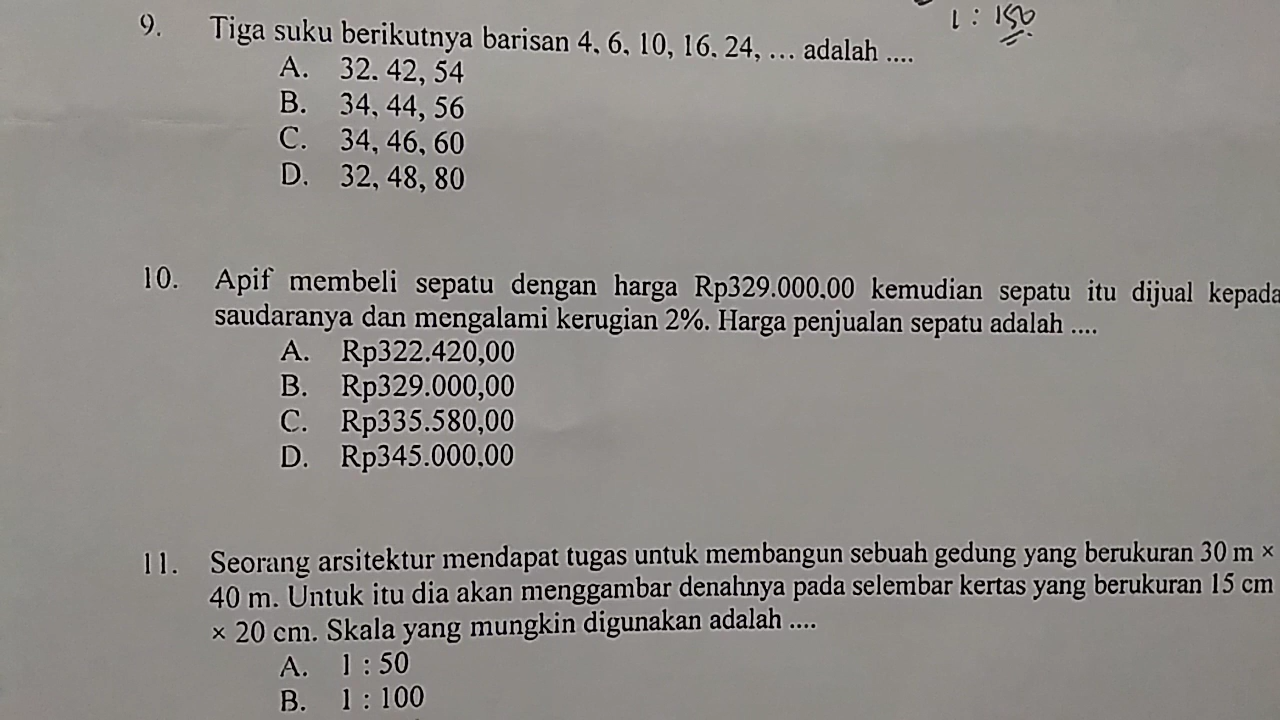 1 : 150
9. Tiga suku berikutnya barisan 4, 6, 10, 16. 24, ... adalah ....
A. 32. 42, 54
B. 34, 44, 56
C. 34, 46, 60
D. 32, 48, 80
10. Apif membeli sepatu dengan harga Rp329.000,00 kemudian sepatu itu dijual kepada
saudaranya dan mengalami kerugian 2%. Harga penjualan sepatu adalah ....
A. Rp322.420,00
B. Rp329.000,00
C. Rp335.580,00
D. Rp345.000,00
11. Seorang arsitektur mendapat tugas untuk membangun sebuah gedung yang berukuran 30 m ×
40 m. Untuk itu dia akan menggambar denahnya pada selembar kertas yang berukuran 15 cm
× 20 cm. Skala yang mungkin digunakan adalah ....
A. 1 : 50
B. 1 : 100